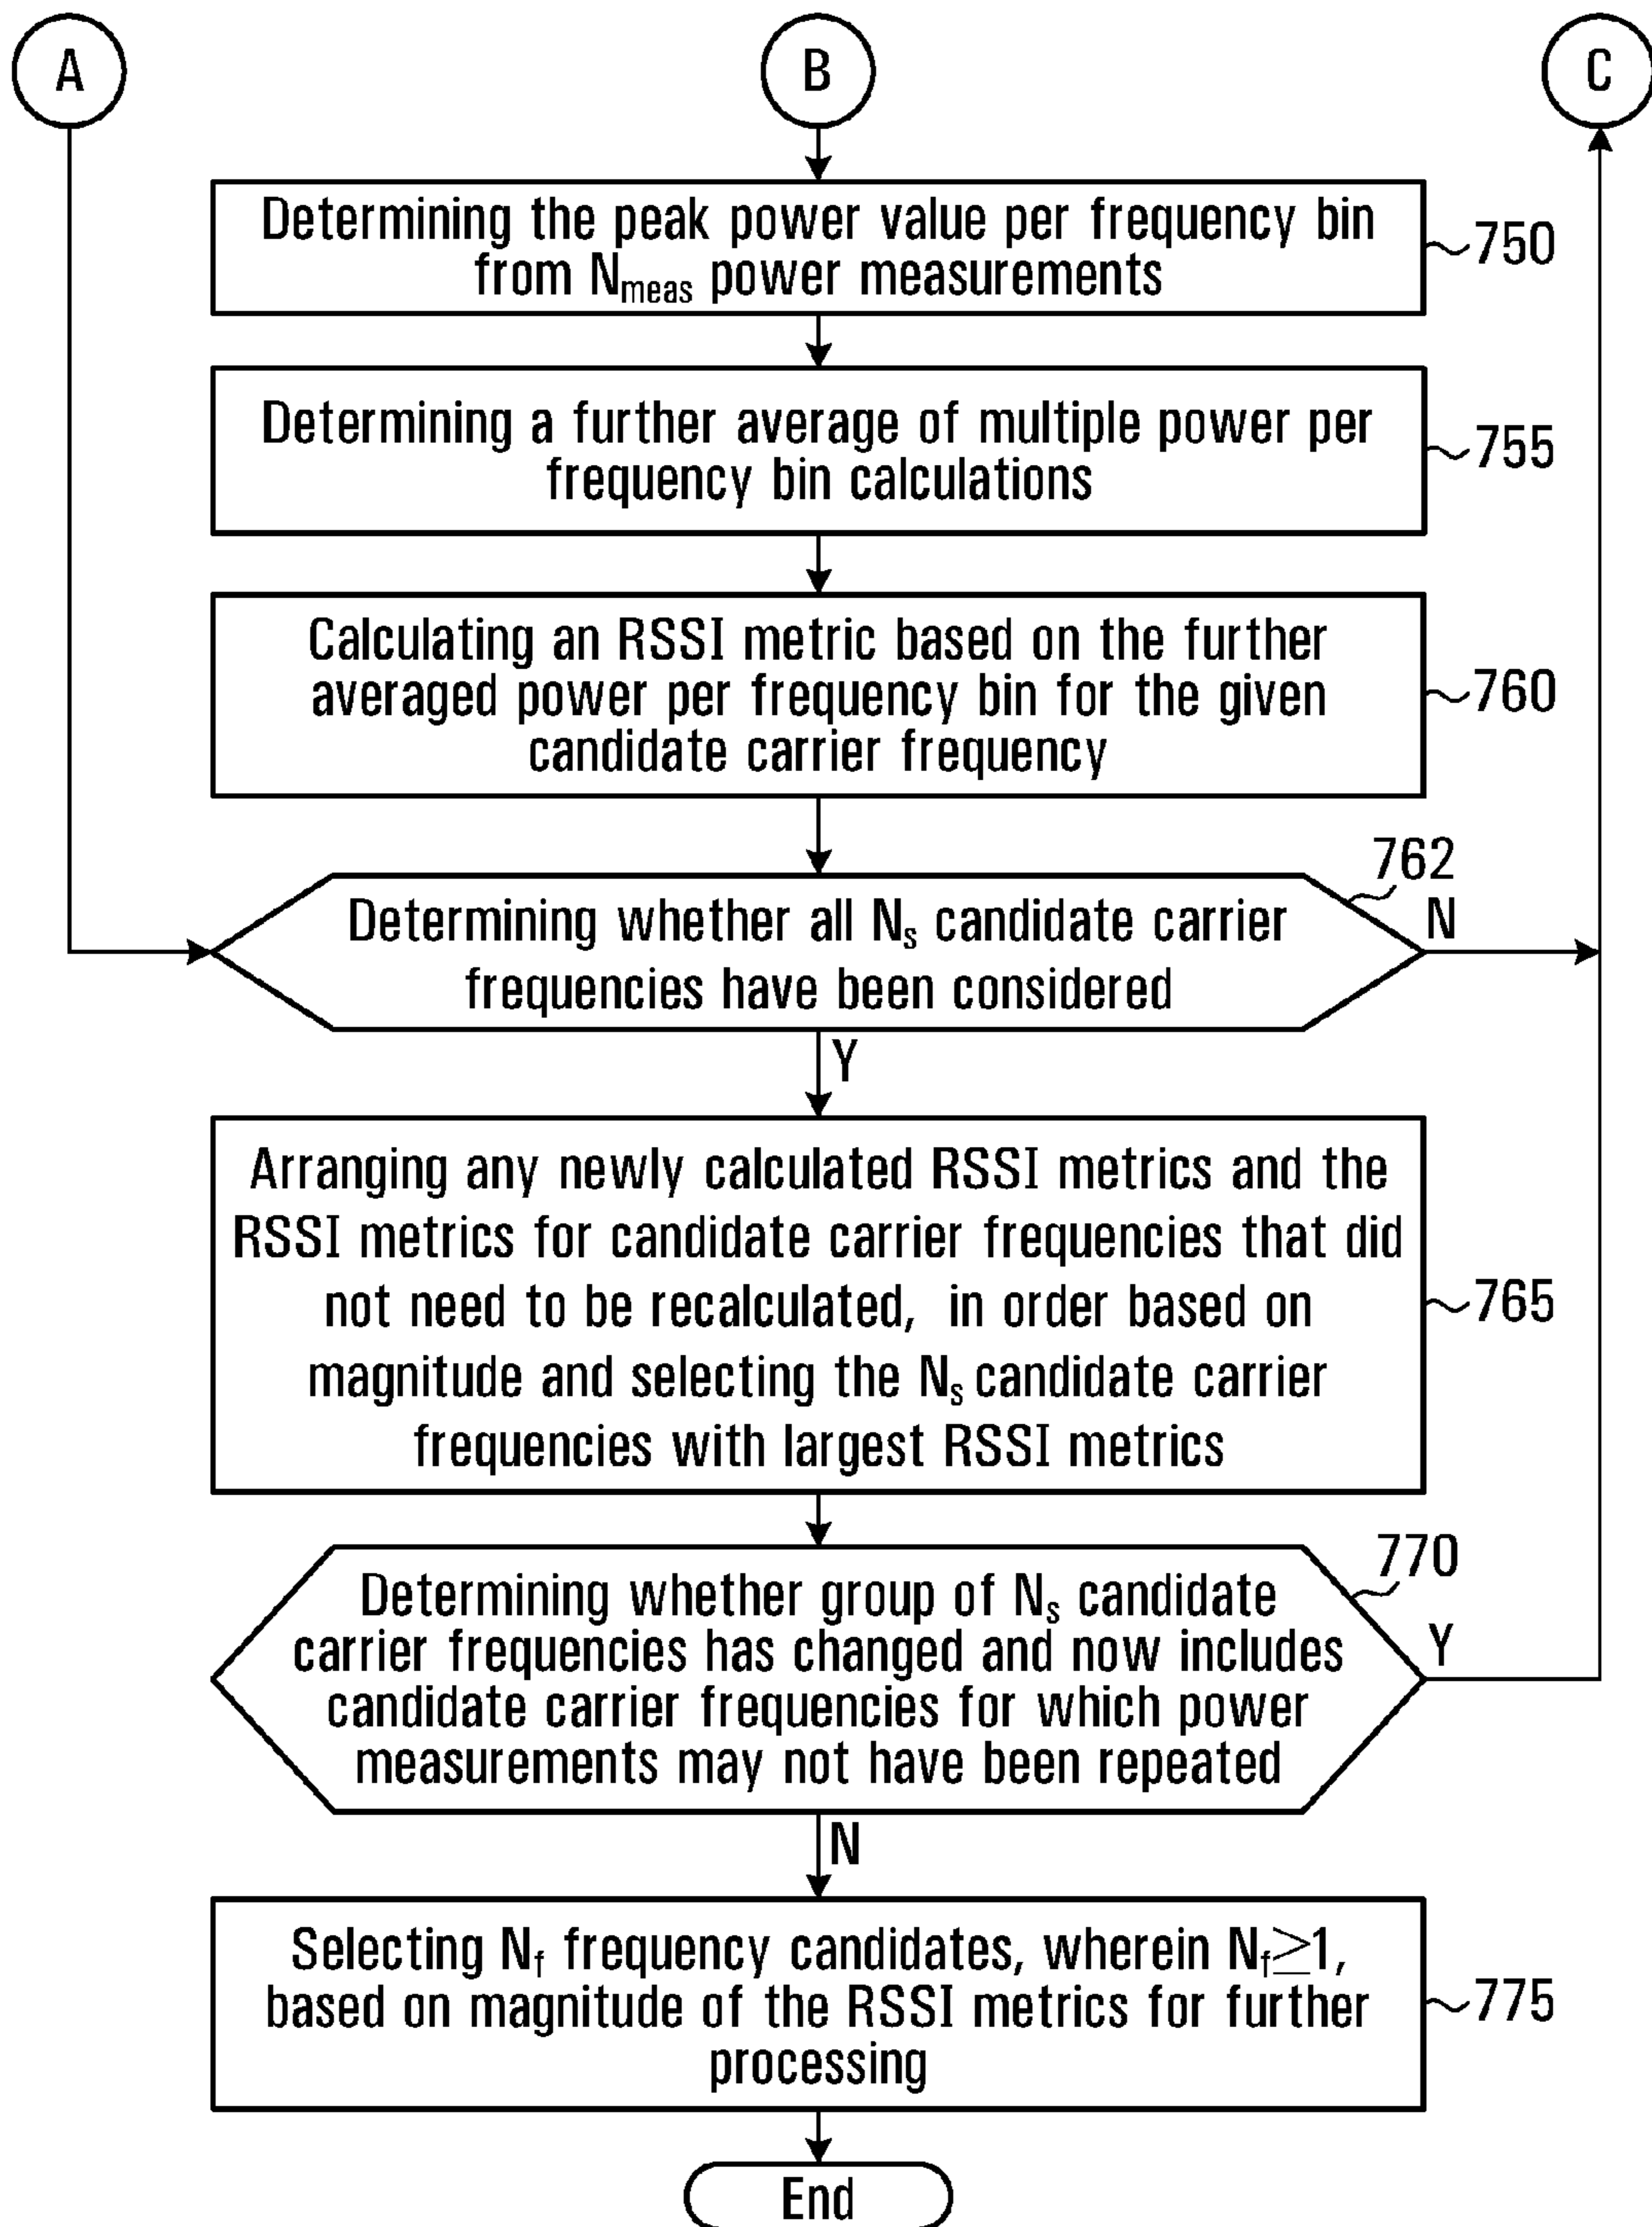 A
B
C
Determining the peak power value per frequency bin
from Nmeas power measurements
750
Determining a further average of multiple power per
frequency bin calculations
755
Calculating an RSSI metric based on the further
averaged power per frequency bin for the given
candidate carrier frequency
760
762
Determining whether all Ns candidate carrier
frequencies have been considered
N
Y
Arranging any newly calculated RSSI metrics and the
RSSI metrics for candidate carrier frequencies that did
not need to be recalculated, in order based on
magnitude and selecting the Ns candidate carrier
frequencies with largest RSSI metrics
765
770
Determining whether group of Ns candidate
carrier frequencies has changed and now includes
candidate carrier frequencies for which power
measurements may not have been repeated
Y
N
Selecting Nf frequency candidates, wherein Nf≥1,
based on magnitude of the RSSI metrics for further
processing
775
End